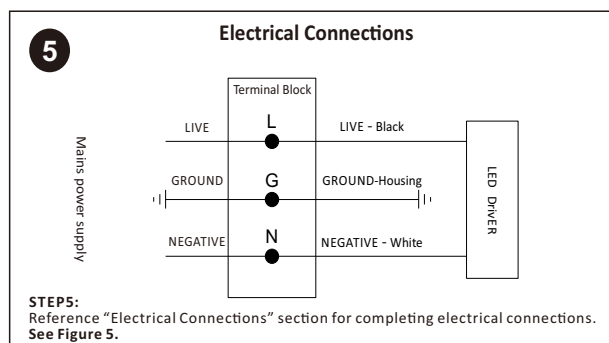 5
Electrical Connections
Terminal Block
Mains power supply
LIVE
L
LIVE - Black
GROUND
G
GROUND-Housing
NEGATIVE
N
NEGATIVE - White
LED DrivER
STEP5:
Reference “Electrical Connections” section for completing electrical connections.
See Figure 5.